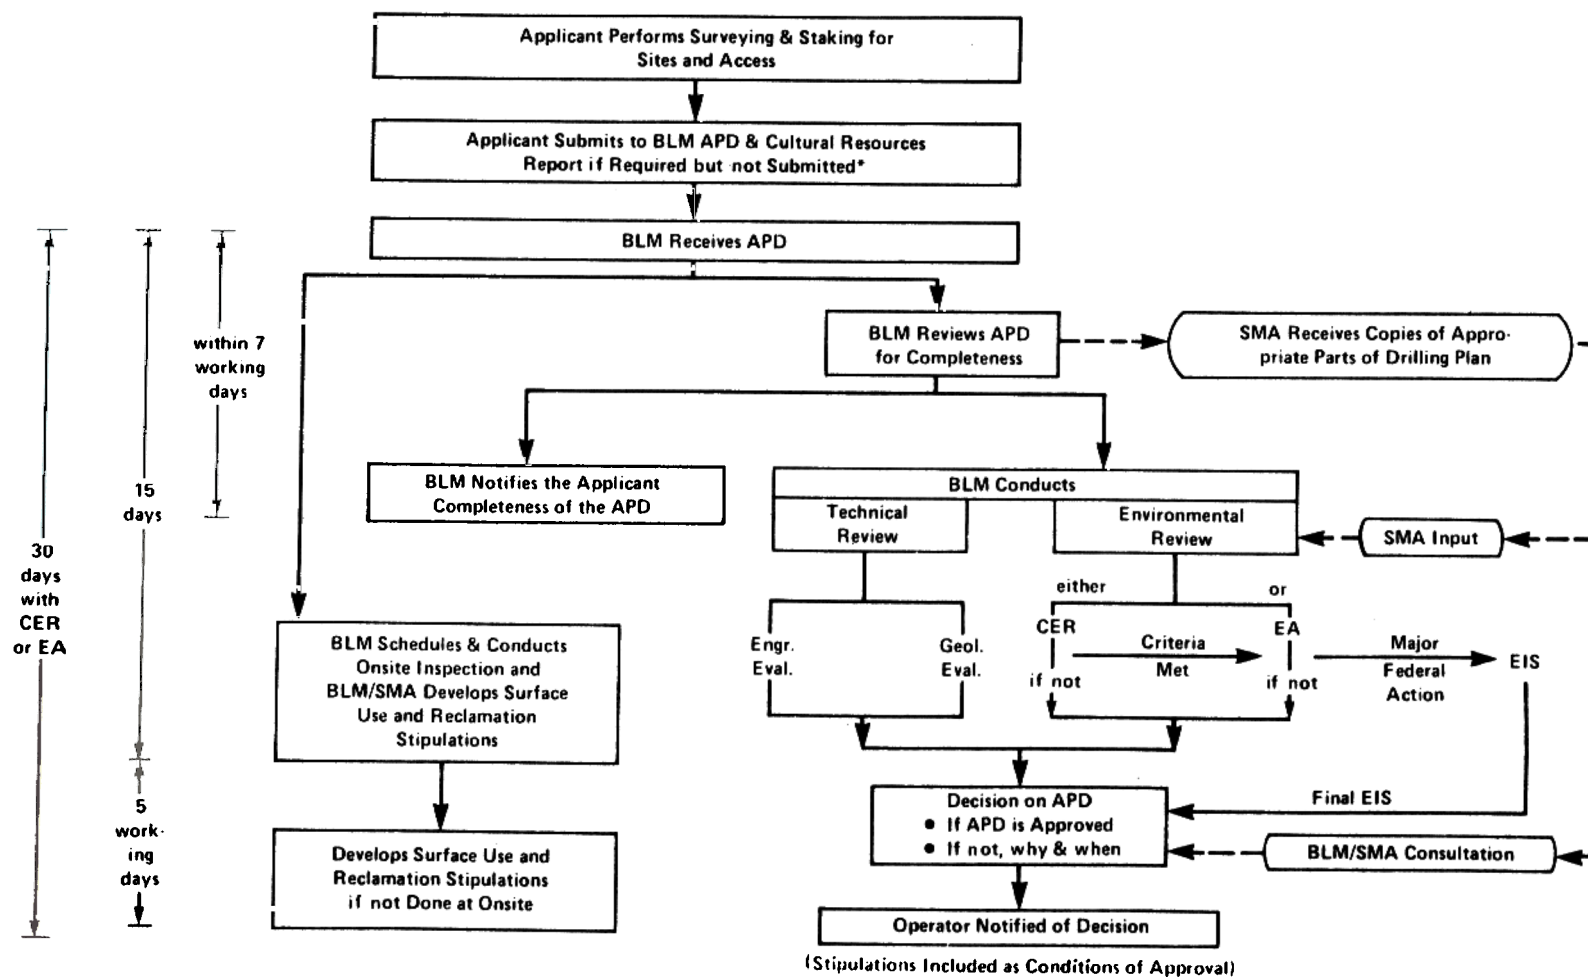 Applicant Performs Surveying & Staking for
Sites and Access
Applicant Submits to BLM APD & Cultural Resources
Report if Required but not Submitted*
BLM Receives APD
within 7
working
days
15
days
30
days
with
CER
or EA
5
work-
ing
days
BLM Reviews APD
for Completeness
SMA Receives Copies of Appro-
priate Parts of Drilling Plan
BLM Notifies the Applicant
Completeness of the APD
BLM Conducts
Technical
Review
Environmental
Review
SMA Input
either
or
Engr.
Eval.
Geol.
Eval.
CER
if not
Criteria
Met
EA
if not
Major
Federal
Action
EIS
BLM Schedules & Conducts
Onsite Inspection and
BLM/SMA Develops Surface
Use and Reclamation
Stipulations
Develops Surface Use and
Reclamation Stipulations
if not Done at Onsite
Decision on APD
● If APD is Approved
● If not, why & when
Final EIS
BLM/SMA Consultation
Operator Notified of Decision
(Stipulations Included as Conditions of Approval)